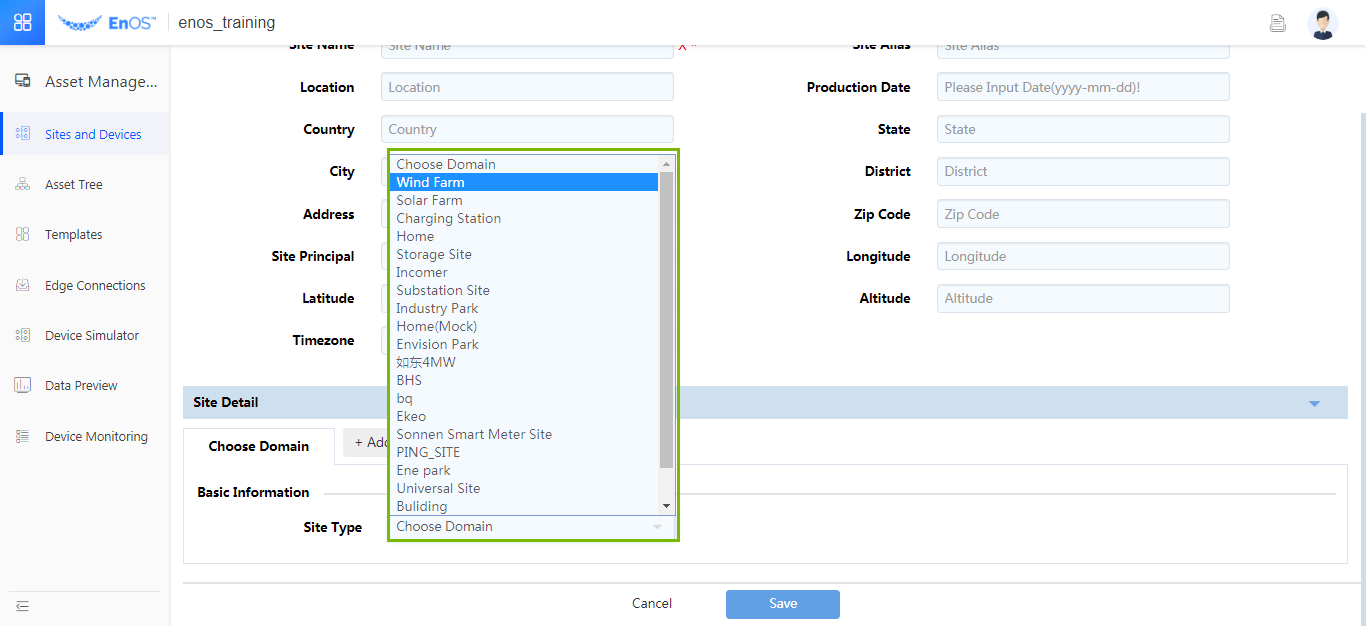 EnOS™ enos_training
Asset Manage...
Sites and Devices
Asset Tree
Templates
Edge Connections
Device Simulator
Data Preview
Device Monitoring
Site Name Site Name X * Site Alias Site Alias
Location Location Production Date Please Input Date(yyyy-mm-dd)!
Country Country State State
City District District
Address Zip Code Zip Code
Site Principal Longitude Longitude
Latitude Altitude Altitude
Timezone
Choose Domain
Wind Farm
Solar Farm
Charging Station
Home
Storage Site
Incomer
Substation Site
Industry Park
Home(Mock)
Envision Park
如东4MW
BHS
bq
Ekeo
Sonnen Smart Meter Site
PING_SITE
Ene park
Universal Site
Buliding
Site Detail
Choose Domain + Add
Basic Information
Site Type Choose Domain
Cancel Save